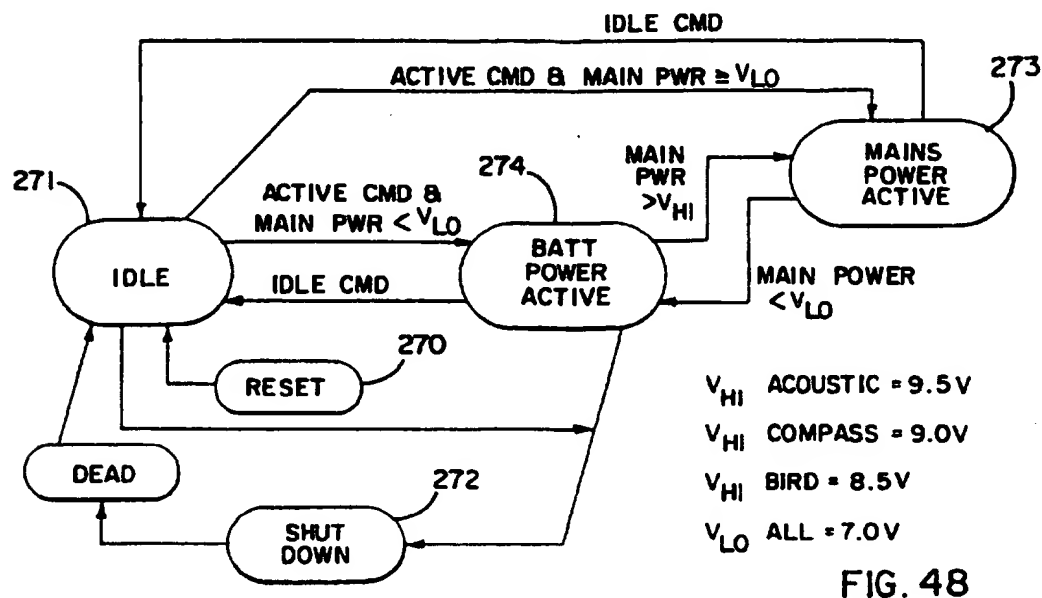 IDLE CMD
ACTIVE CMD & MAIN PWR ≥ VLO
273
MAINS
POWER
ACTIVE
271
ACTIVE CMD &
MAIN PWR < VLO
274
MAIN
PWR
>VHI
IDLE
BATT
POWER
ACTIVE
IDLE CMD
MAIN POWER
< VLO
RESET
270
DEAD
272
SHUT
DOWN
VHI ACOUSTIC = 9.5V
VHI COMPASS = 9.0V
VHI BIRD = 8.5V
VLO ALL = 7.0V
FIG. 48